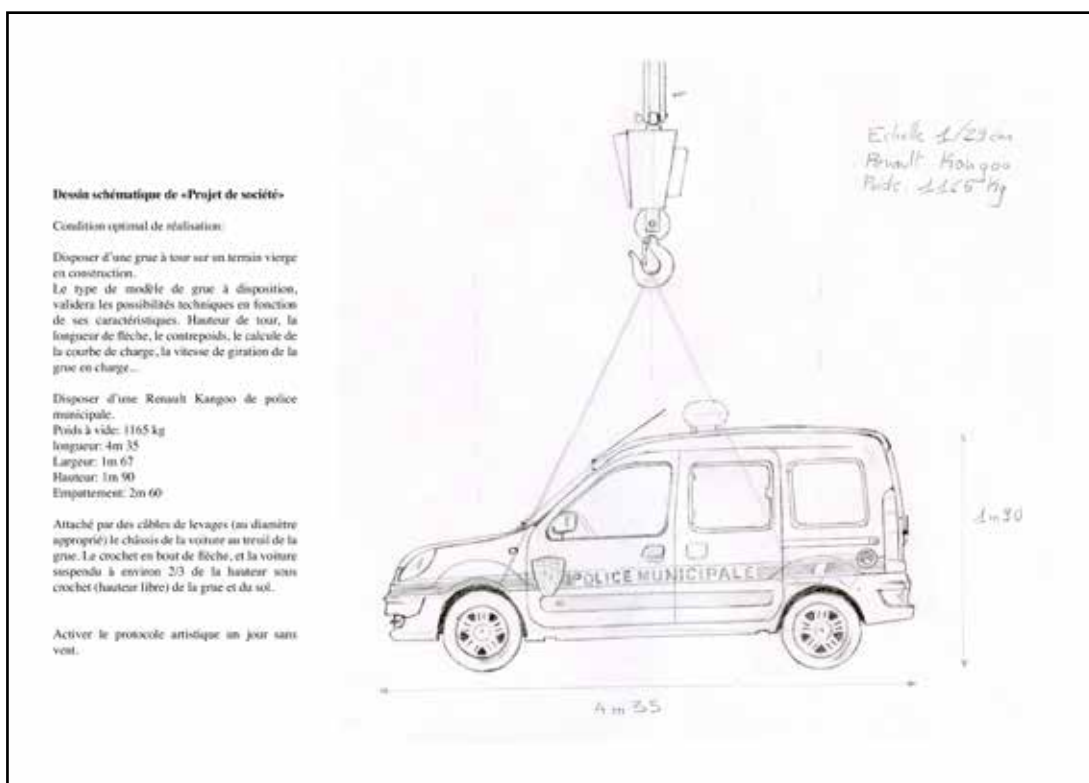 Dessin schématique de «Projet de société»
Condition optimal de réalisation:
Disposer d'une grue à tour sur un terrain vierge
en construction.
Le type de modèle de grue à disposition,
validera les possibilités techniques en fonction
de ses caractéristiques. Hauteur de tour, la
longueur de flèche, le contrepoids, le calcule de
la courbe de charge, la vitesse de giration de la
grue en charge...
Disposer d'une Renault Kangoo de police
municipale.
Poids à vide: 1165 kg
longueur: 4m 35
Largeur: 1m 67
Hauteur: 1m 90
Empattement: 2m 60
Attaché par des câbles de levages (au diamètre
approprié) le châssis de la voiture au treuil de la
grue. Le crochet en bout de flèche, et la voiture
suspendu à environ 2/3 de la hauteur sous
crochet (hauteur libre) de la grue et du sol.
Activer le protocole artistique un jour sans
vent.
Echelle 1/29 cm
Renault Kangoo
Poids 1165 kg
POLICE MUNICIPALE
1m90
4m35